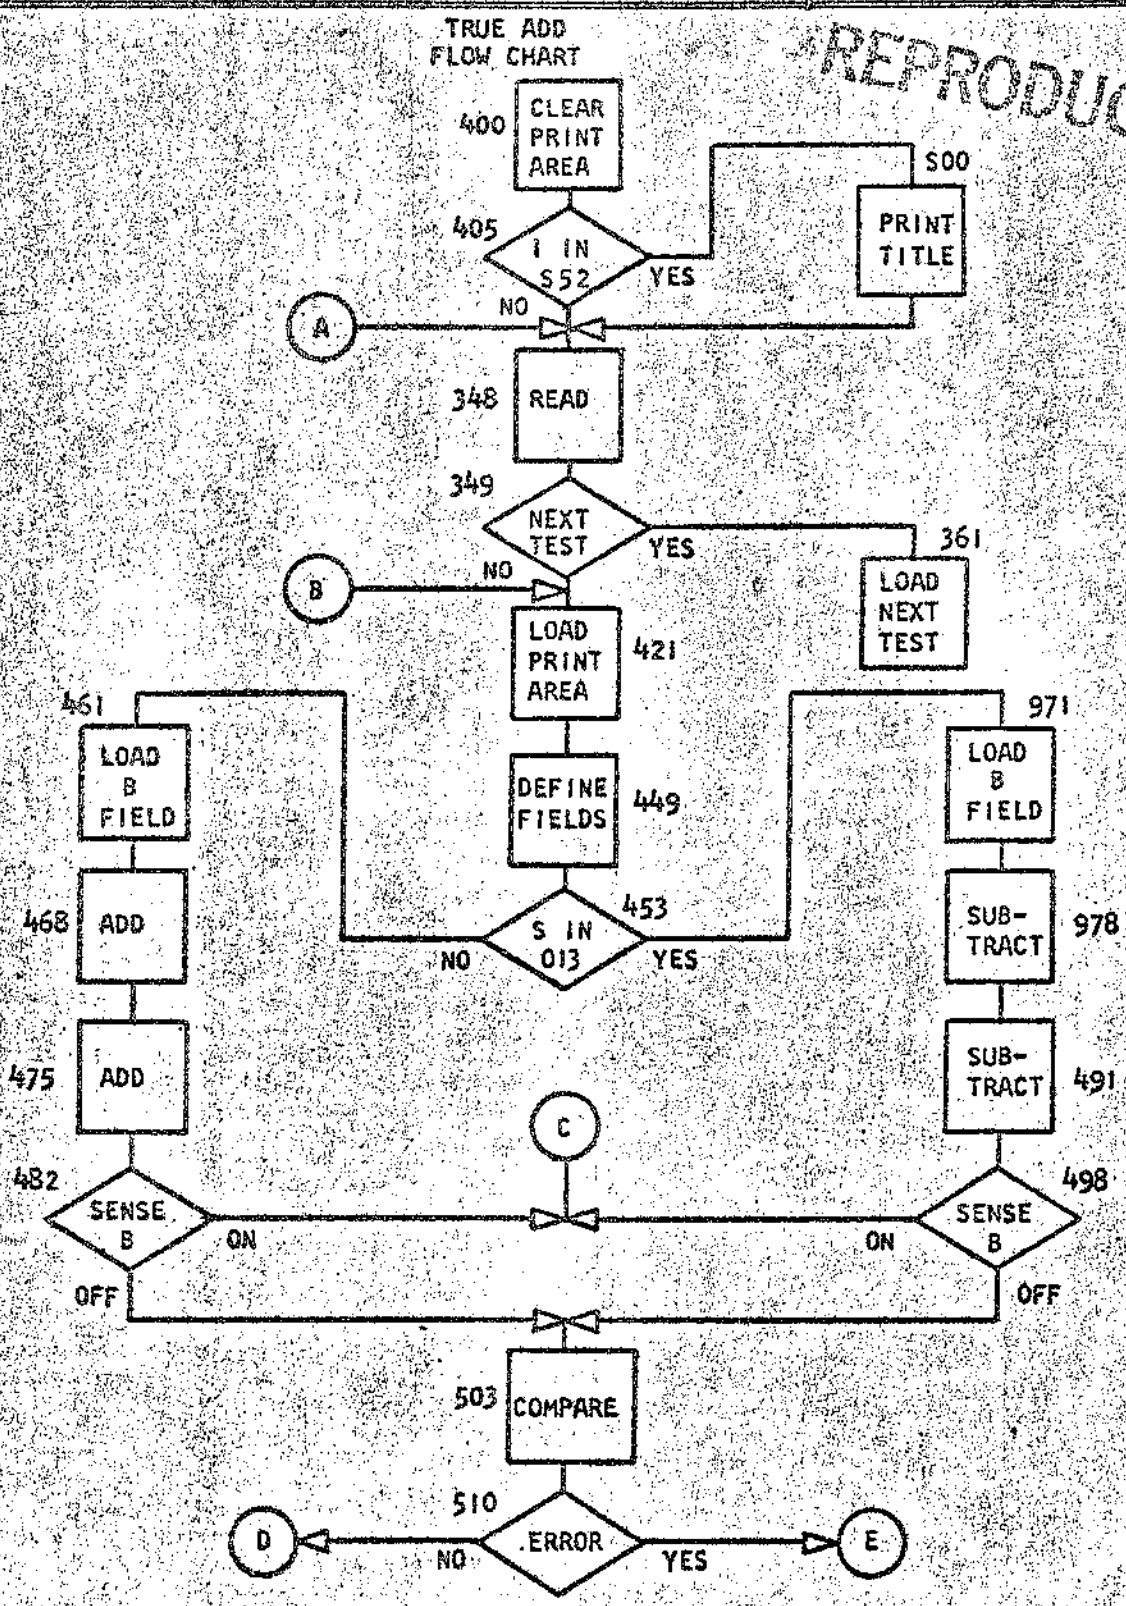 TRUE ADD
FLOW CHART
REPRODUC
400
CLEAR
PRINT
AREA
S00
405
1 IN
S52
YES
PRINT
TITLE
NO
A
348
READ
349
NEXT
TEST
YES
361
NO
B
LOAD
NEXT
TEST
LOAD
PRINT
AREA
421
461
971
LOAD
B
FIELD
DEFINE
FIELDS
449
LOAD
B
FIELD
453
468
ADD
S IN
013
NO
YES
SUB-
TRACT
978
475
ADD
SUB-
TRACT
491
C
482
498
SENSE
B
ON
SENSE
B
ON
OFF
OFF
503
COMPARE
510
D
.ERROR
E
NO
YES